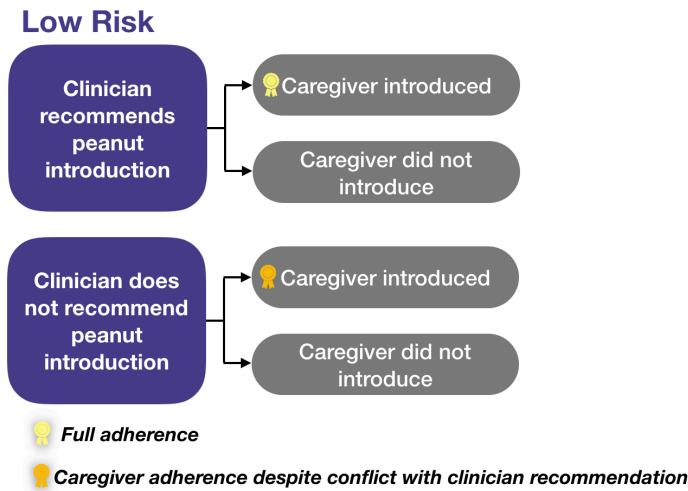 Low Risk
Clinician
recommends
peanut
introduction
Caregiver introduced
Caregiver did not
introduce
Clinician does
not recommend
peanut
introduction
Caregiver introduced
Caregiver did not
introduce
Full adherence
Caregiver adherence despite conflict with clinician recommendation